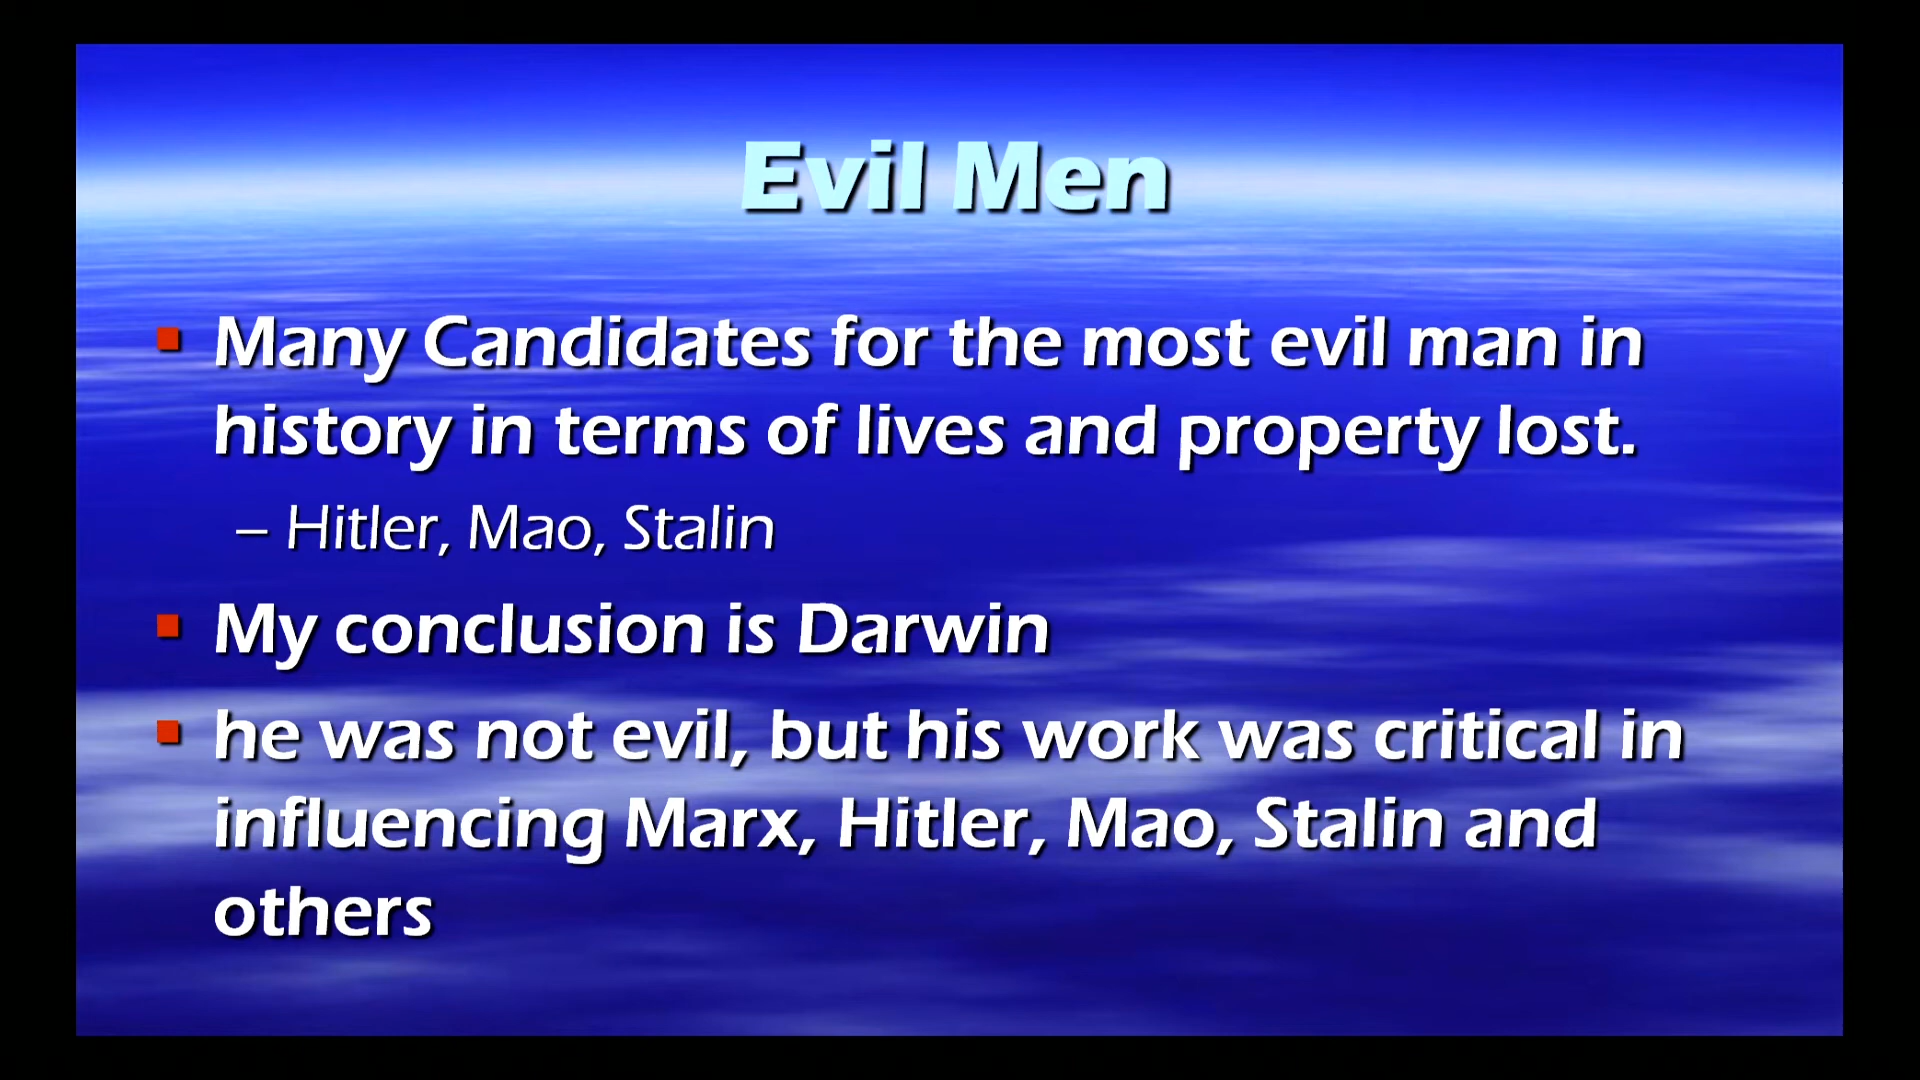 Evil Men
▪ Many Candidates for the most evil man in
history in terms of lives and property lost.
– Hitler, Mao, Stalin
▪ My conclusion is Darwin
▪ he was not evil, but his work was critical in
influencing Marx, Hitler, Mao, Stalin and
others